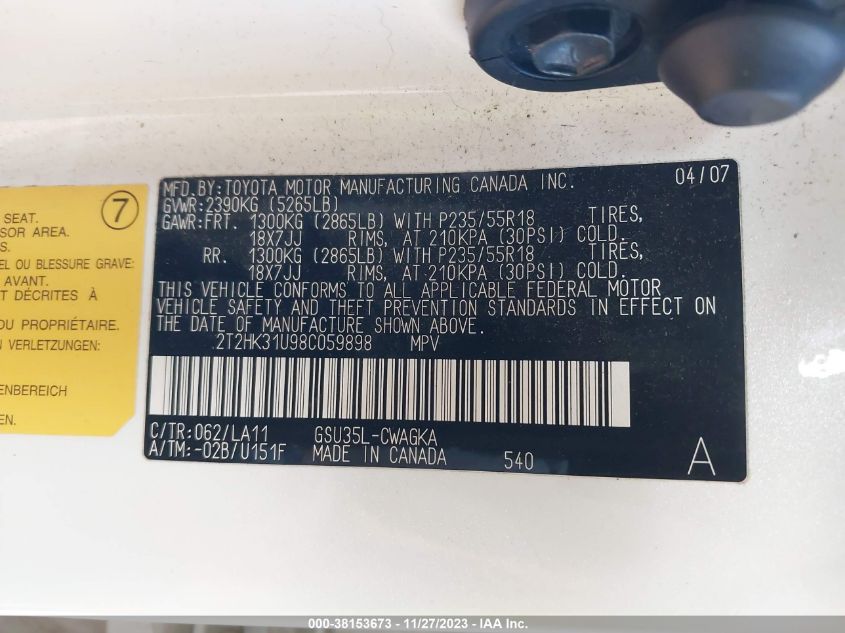 7
SEAT.
SOR AREA.
S.
EL OU BLESSURE GRAVE:
AVANT.
T DÉCRITES À
DU PROPRIÉTAIRE.
N VERLETZUNG
ENBEREICH
MFD. BY: TOYOTA MOTOR MANUFACTURING CANADA INC. 04/07
GVWR: 2390KG (5265LB)
GAWR: FRT. 1300KG (2865LB) WITH P235/55R18 TIRES,
18X7JJ RIMS, AT 210KPA (30PSI) COLD.
RR. 1300KG (2865LB) WITH P235/55R18 TIRES,
18X7JJ RIMS, AT 210KPA (30PSI) COLD.
THIS VEHICLE CONFORMS TO ALL APPLICABLE FEDERAL MOTOR
VEHICLE SAFETY AND THEFT PREVENTION STANDARDS IN EFFECT ON
THE DATE OF MANUFACTURE SHOWN ABOVE.
2T2HK31U98C059898 MPV
C/TR: 062/LA11 GSU35L-CWAGKA
A/TM: -02B/U151F MADE IN CANADA 540 A
000-38153673 - 11/27/2023 - IAA, Inc.